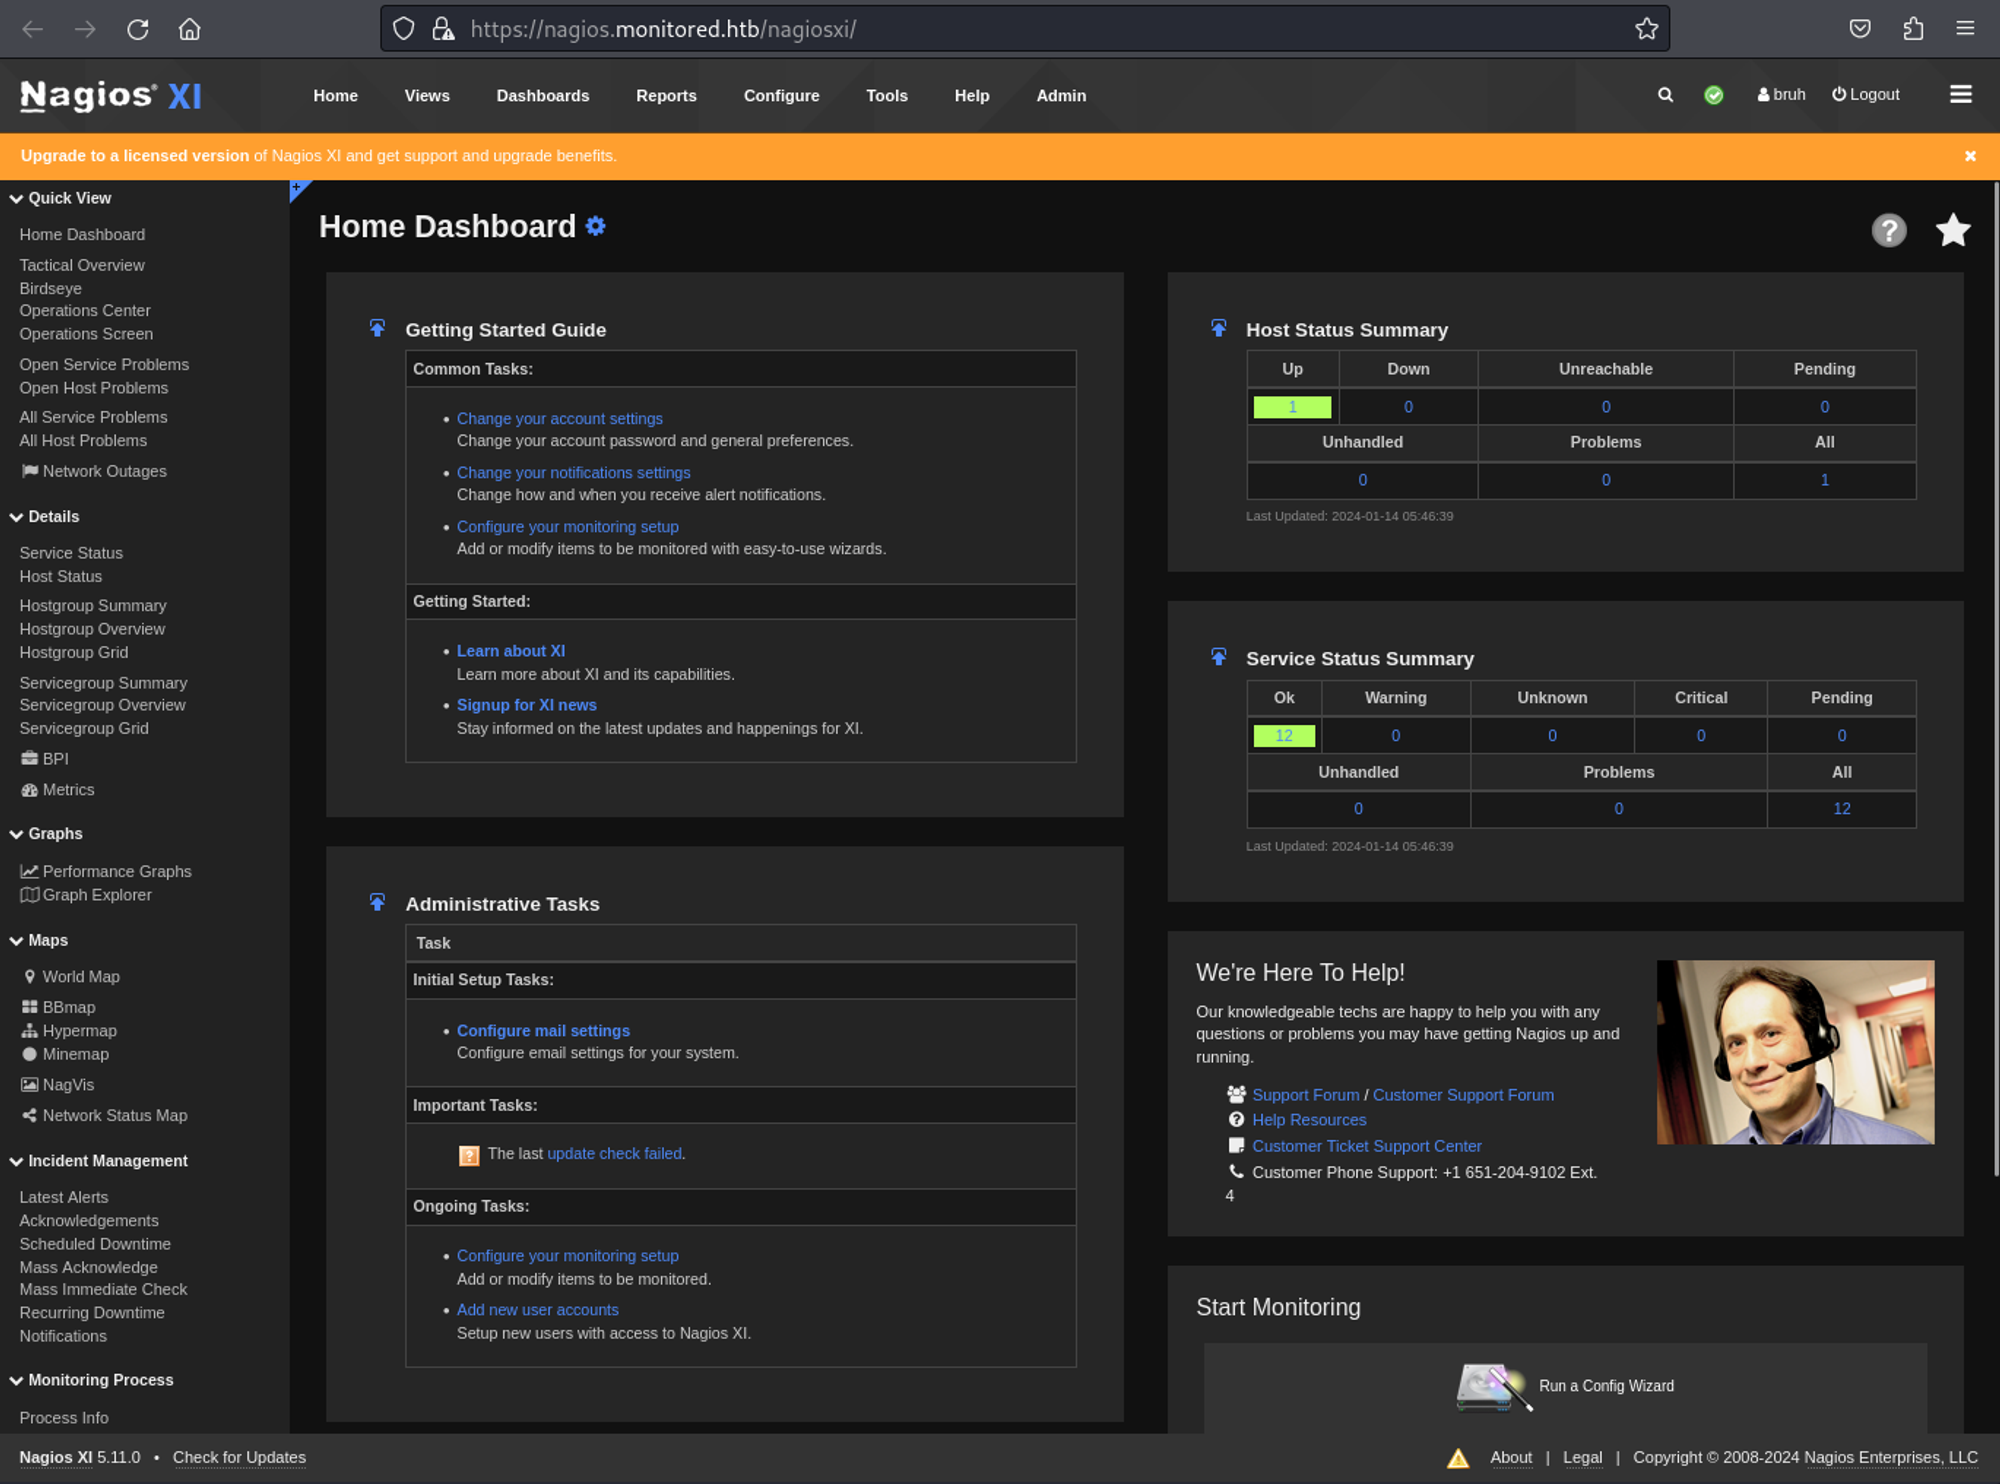 https://nagios.monitored.htb/nagiosxi/
Nagios® XI
Home Views Dashboards Reports Configure Tools Help Admin
bruh Logout
Upgrade to a licensed version of Nagios XI and get support and upgrade benefits.
Quick View
Home Dashboard
Tactical Overview
Birdseye
Operations Center
Operations Screen
Open Service Problems
Open Host Problems
All Service Problems
All Host Problems
Network Outages
Details
Service Status
Host Status
Hostgroup Summary
Hostgroup Overview
Hostgroup Grid
Servicegroup Summary
Servicegroup Overview
Servicegroup Grid
BPI
Metrics
Graphs
Performance Graphs
Graph Explorer
Maps
World Map
BBmap
Hypermap
Minemap
NagVis
Network Status Map
Incident Management
Latest Alerts
Acknowledgements
Scheduled Downtime
Mass Acknowledge
Mass Immediate Check
Recurring Downtime
Notifications
Monitoring Process
Process Info
Home Dashboard
Getting Started Guide
Common Tasks:
• Change your account settings
Change your account password and general preferences.
• Change your notifications settings
Change how and when you receive alert notifications.
• Configure your monitoring setup
Add or modify items to be monitored with easy-to-use wizards.
Getting Started:
• Learn about XI
Learn more about XI and its capabilities.
• Signup for XI news
Stay informed on the latest updates and happenings for XI.
Administrative Tasks
Task
Initial Setup Tasks:
• Configure mail settings
Configure email settings for your system.
Important Tasks:
The last update check failed.
Ongoing Tasks:
• Configure your monitoring setup
Add or modify items to be monitored.
• Add new user accounts
Setup new users with access to Nagios XI.
Host Status Summary
Up Down Unreachable Pending
1 0 0 0
Unhandled Problems All
0 0 1
Last Updated: 2024-01-14 05:46:39
Service Status Summary
Ok Warning Unknown Critical Pending
12 0 0 0 0
Unhandled Problems All
0 0 12
Last Updated: 2024-01-14 05:46:39
We're Here To Help!
Our knowledgeable techs are happy to help you with any
questions or problems you may have getting Nagios up and
running.
Support Forum / Customer Support Forum
Help Resources
Customer Ticket Support Center
Customer Phone Support: +1 651-204-9102 Ext.
4
Start Monitoring
Run a Config Wizard
Nagios XI 5.11.0 • Check for Updates
About | Legal | Copyright © 2008-2024 Nagios Enterprises, LLC